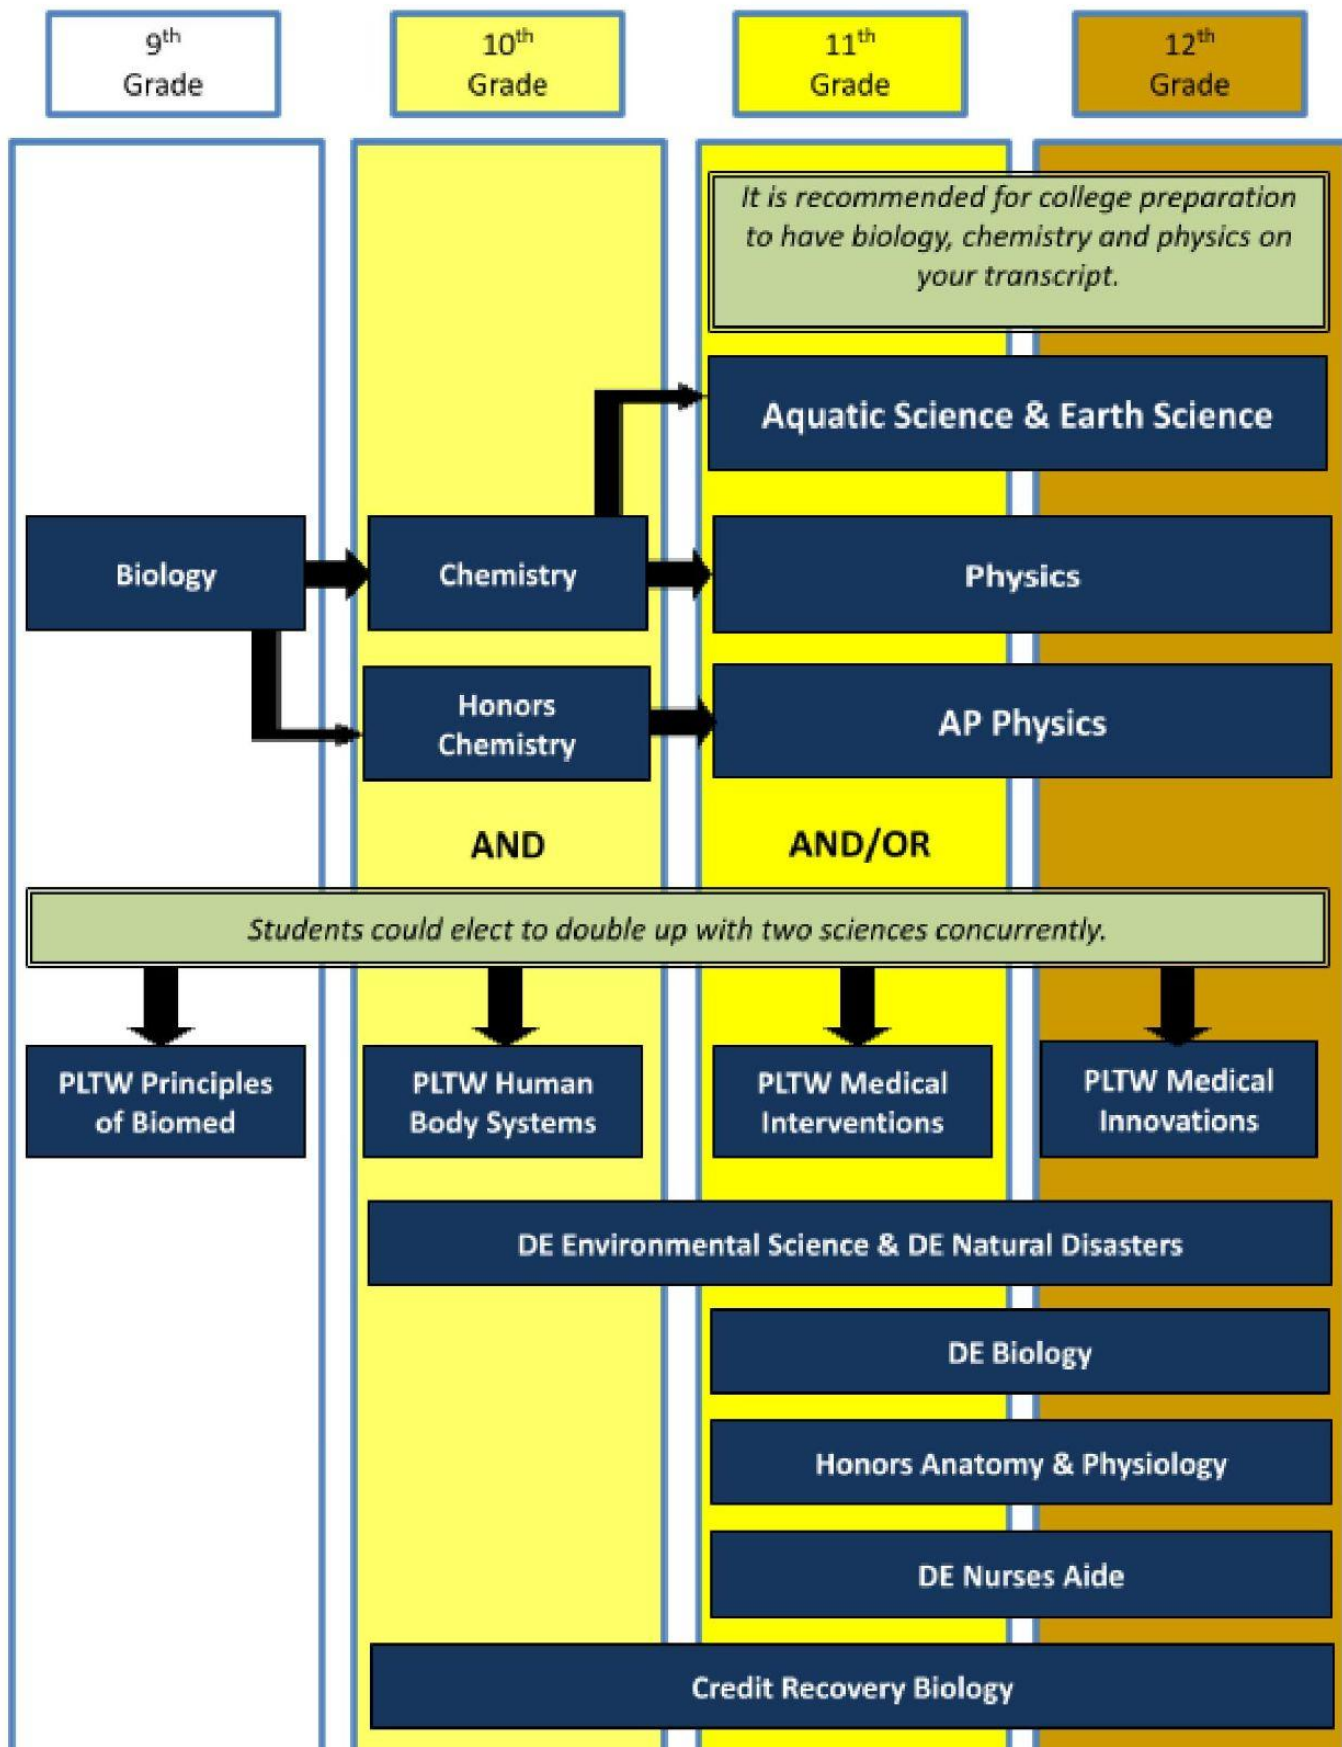 9th
Grade
10th
Grade
11th
Grade
12th
Grade
It is recommended for college preparation
to have biology, chemistry and physics on
your transcript.
Aquatic Science & Earth Science
Biology
Chemistry
Physics
Honors
Chemistry
AP Physics
AND
AND/OR
Students could elect to double up with two sciences concurrently.
PLTW Principles
of Biomed
PLTW Human
Body Systems
PLTW Medical
Interventions
PLTW Medical
Innovations
DE Environmental Science & DE Natural Disasters
DE Biology
Honors Anatomy & Physiology
DE Nurses Aide
Credit Recovery Biology